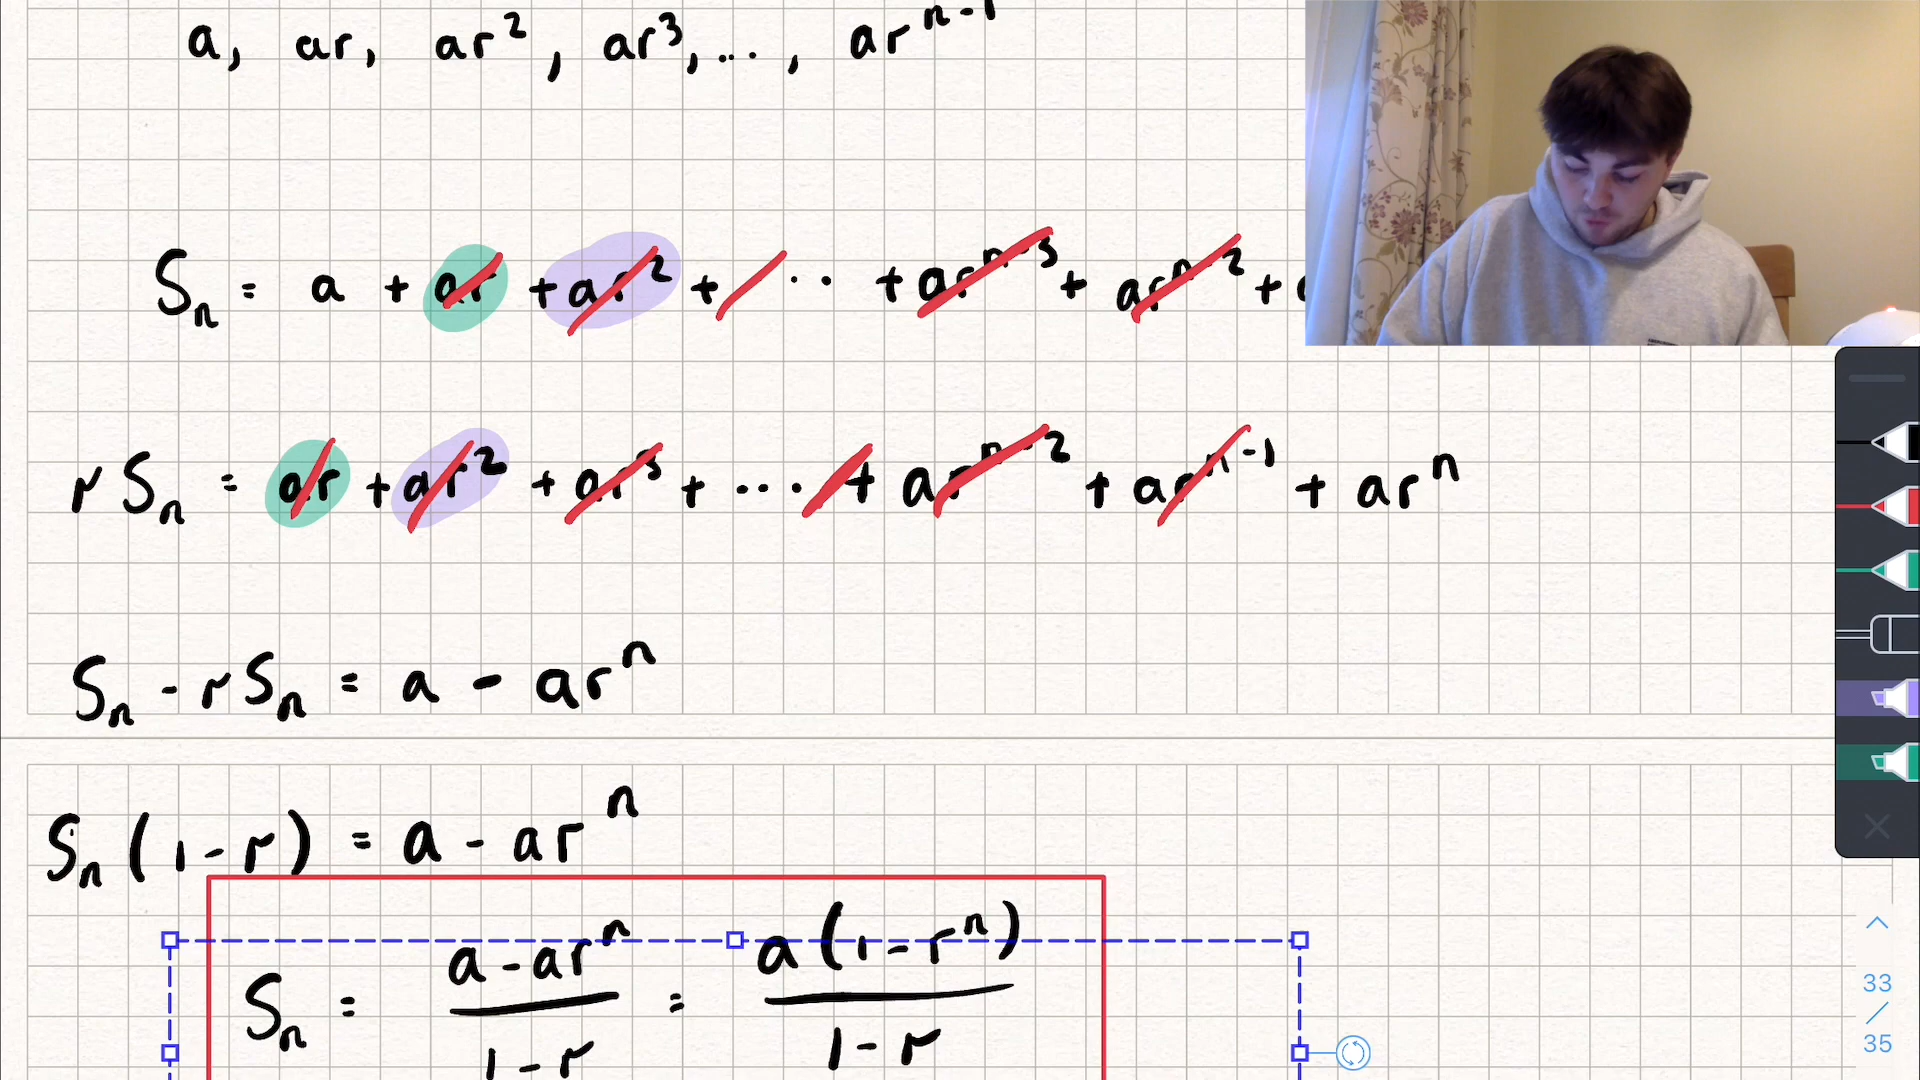 a, ar, ar², ar³, ..., arⁿ⁻¹
Sₙ = a + ar + ar² + ·· + arⁿ⁻³ + arⁿ⁻² +
rSₙ = ar + ar² + ar³ + ... + arⁿ⁻² + arⁿ⁻¹ + arⁿ
Sₙ - rSₙ = a - arⁿ
Sₙ(1-r) = a - arⁿ
Sₙ = (a-arⁿ)/(1-r) = a(1-rⁿ)/(1-r)
33
/
35